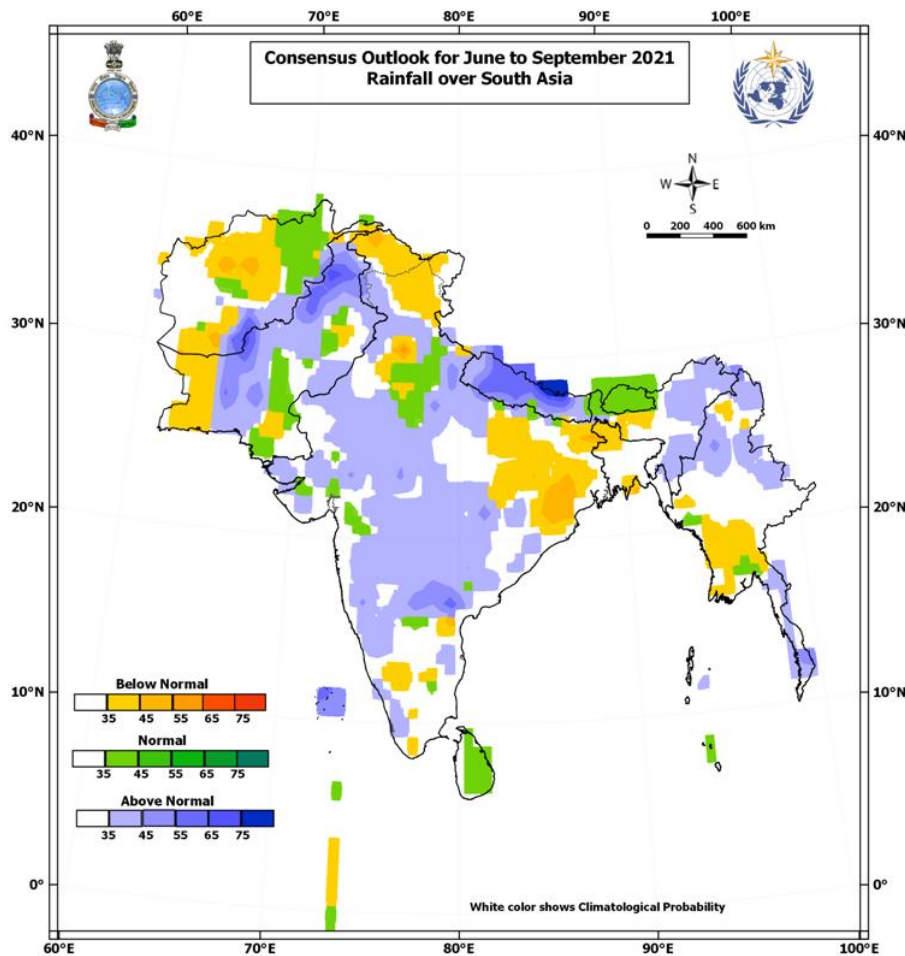 60°E 70°E 80°E 90°E 100°E
Consensus Outlook for June to September 2021
Rainfall over South Asia
40°N 40°N
N
W E
S
0 200 400 600 km
30°N 30°N
20°N 20°N
Below Normal
10°N 10°N
35 45 55 65 75
Normal
35 45 55 65 75
Above Normal
35 45 55 65 75
0° 0°
White color shows Climatological Probability
60°E 70°E 80°E 90°E 100°E